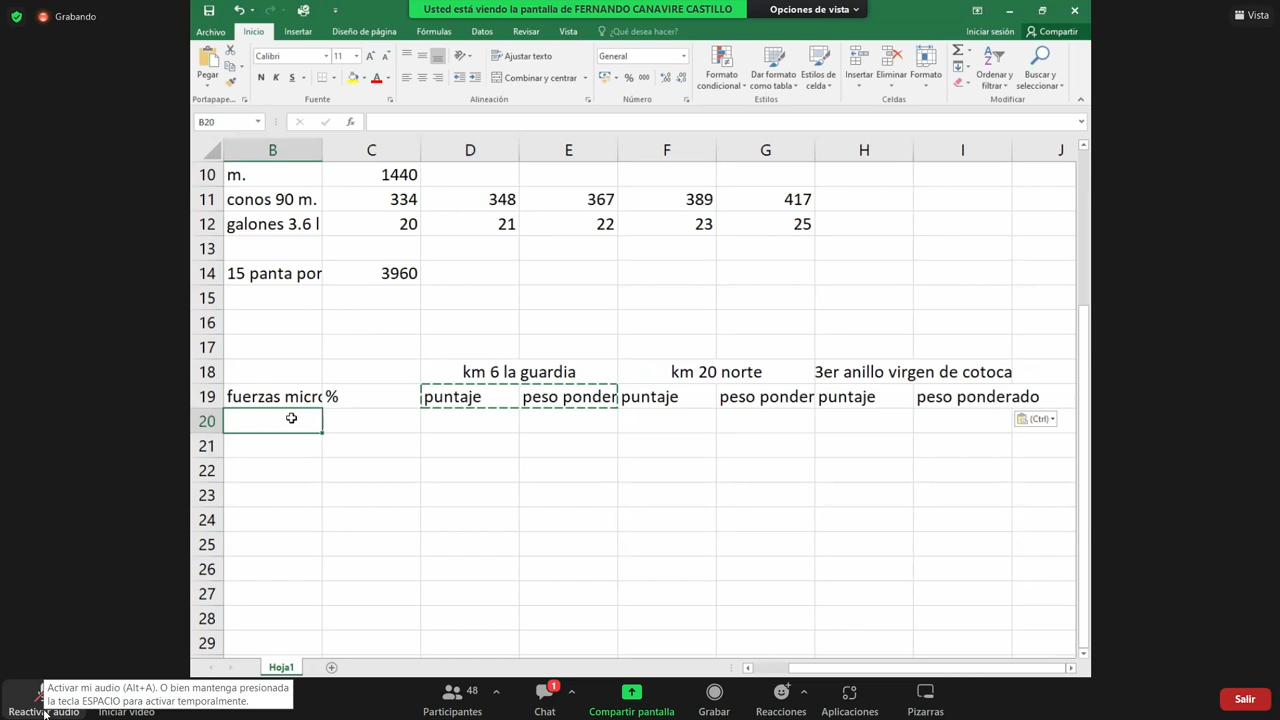 Grabando
Usted está viendo la pantalla de FERNANDO CANAVIRE CASTILLO
Opciones de vista
Vista
Archivo Inicio Insertar Diseño de página Fórmulas Datos Revisar Vista ¿Qué desea hacer? Iniciar sesión Compartir
Calibri 11 Ajustar texto General
Pegar
N K S Combinar y centrar % 000
Formato condicional Dar formato como tabla Estilos de celda Insertar Eliminar Formato Ordenar y filtrar Buscar y seleccionar
Portapape... Fuente Alineación Número Estilos Celdas Modificar
B20 fx
B C D E F G H I J
10 m. 1440
11 conos 90 m. 334 348 367 389 417
12 galones 3.6 l 20 21 22 23 25
13
14 15 panta por 3960
15
16
17
18 km 6 la guardia km 20 norte 3er anillo virgen de cotoca
19 fuerzas micro % puntaje peso ponder puntaje peso ponder puntaje peso ponderado
20 (Ctrl)
21
22
23
24
25
26
27
28
29
Hoja1
Activar mi audio (Alt+A). O bien mantenga presionada
la tecla ESPACIO para activar temporalmente.
48 1
Reactivar audio Iniciar video Participantes Chat Compartir pantalla Grabar Reacciones Aplicaciones Pizarras Salir